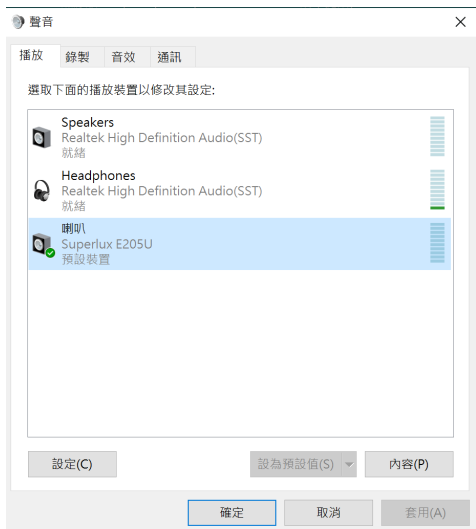 聲音
播放 錄製 音效 通訊
選取下面的播放裝置以修改其設定:
Speakers
Realtek High Definition Audio(SST)
就緒
Headphones
Realtek High Definition Audio(SST)
就緒
喇叭
Superlux E205U
預設裝置
設定(C) 設為預設值(S) 內容(P)
確定 取消 套用(A)